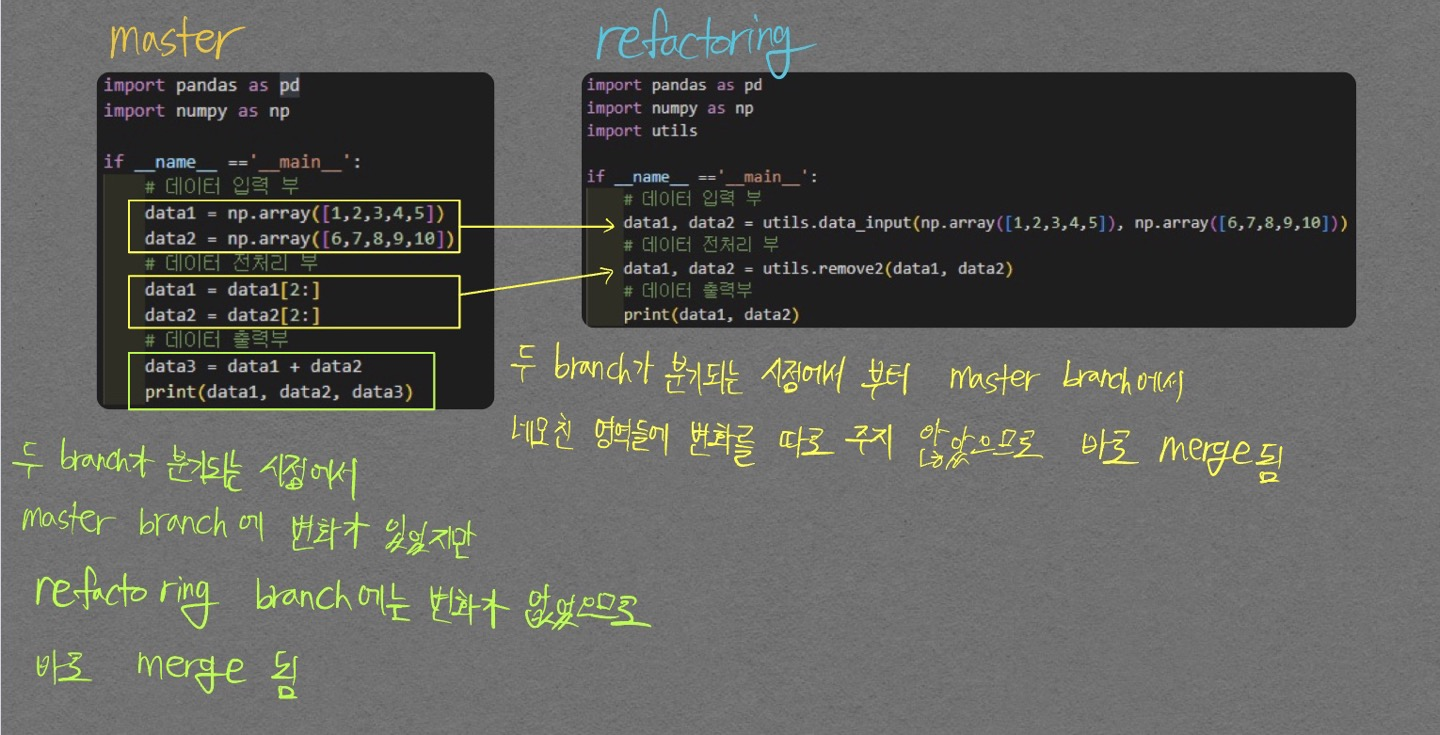 master
import pandas as pd
import numpy as np
if __name__ =='__main__':
# 데이터 입력 부
data1 = np.array([1,2,3,4,5])
data2 = np.array([6,7,8,9,10])
# 데이터 전처리 부
data1 = data1[2:]
data2 = data2[2:]
# 데이터 출력부
data3 = data1 + data2
print(data1, data2, data3)
두 branch가 분기되는 시점에서
master branch에 변화가 있었지만
refactoring branch에는 변화가 없었으므로
바로 merge 됨
refactoring
import pandas as pd
import numpy as np
import utils
if __name__ =='__main__':
# 데이터 입력 부
data1, data2 = utils.data_input(np.array([1,2,3,4,5]), np.array([6,7,8,9,10]))
# 데이터 전처리 부
data1, data2 = utils.remove2(data1, data2)
# 데이터 출력부
print(data1, data2)
두 branch가 분기되는 시점에서 부터 master branch에서
네모친 영역들에 변화를 따로 주지 않았으므로 바로 merge됨